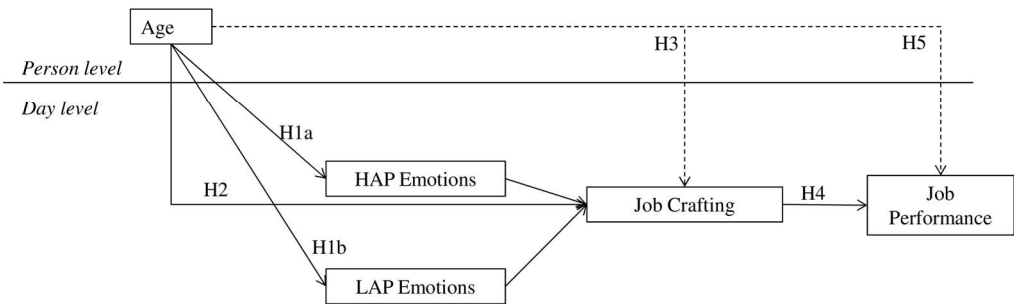 Age
H3
H5
Person level
Day level
H1a
HAP Emotions
H2
Job Crafting
H4
Job
Performance
H1b
LAP Emotions